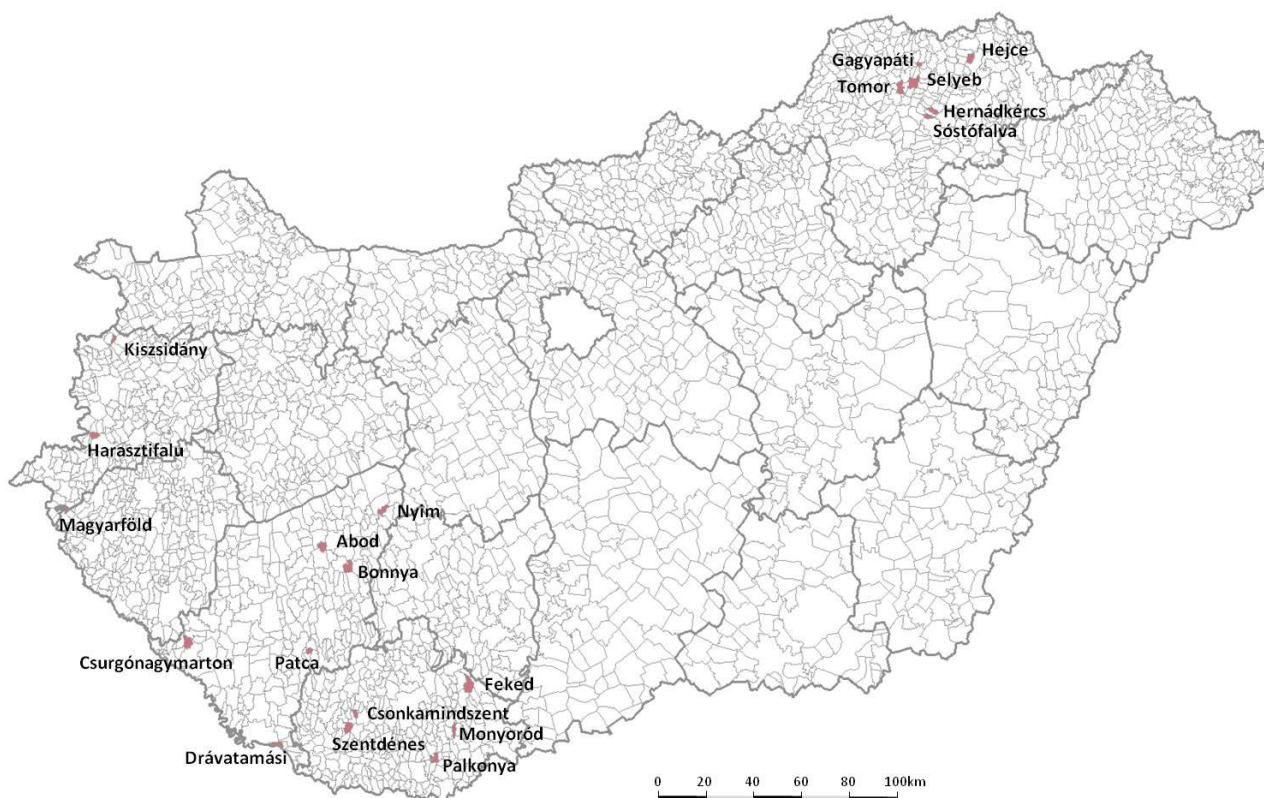 Hejce
Gagyapáti
Selyeb
Tomor
Hernádkércs
Sóstófalva
Kiszsidány
Harasztifalu
Magyarföld
Nyim
Abod
Bonnya
Csurgónagymarton
Patca
Feked
Csonkamindszent
Monyoród
Szentdénes
Drávatamási
Palkonya
0 20 40 60 80 100km